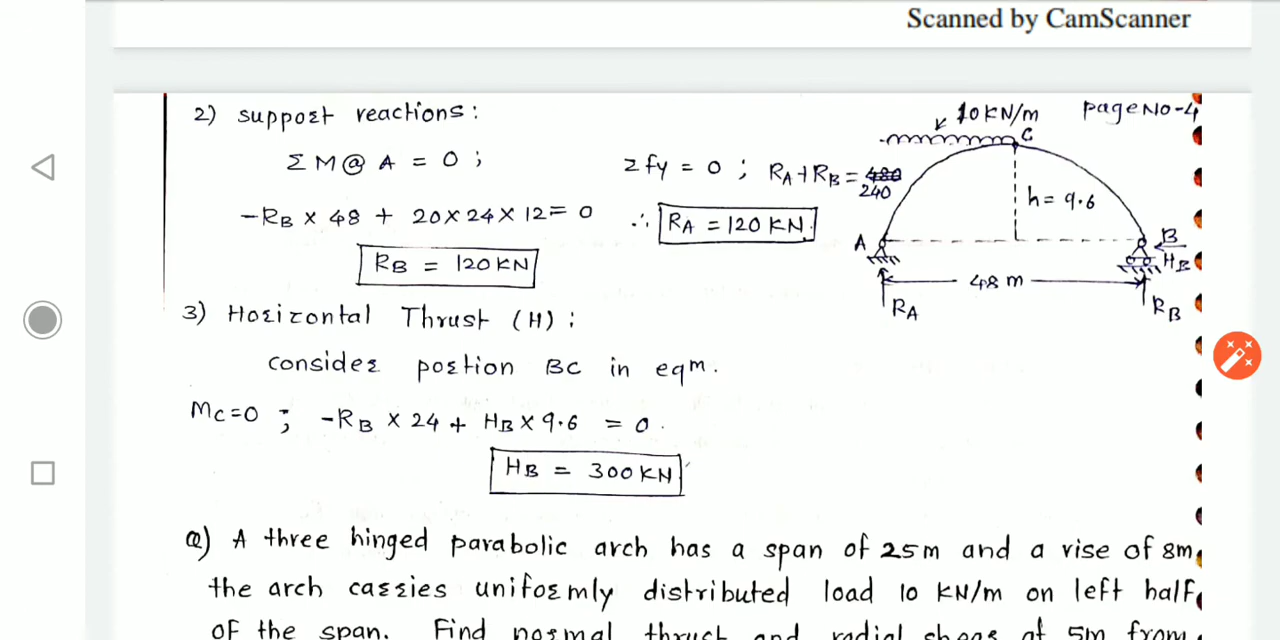 Scanned by CamScanner
10 KN/m Page NO-4
2) support reactions :
ΣM@ A = 0 ;
Σfy = 0 ; RA+RB = 480
240
-RB × 48 + 20×24×12 = 0
∴ RA = 120 KN.
RB = 120 KN
C
h = 9.6
A
B
HB
48 m
RA
RB
3) Horizontal Thrust (H) :
consider portion BC in eqm.
Mc=0 ; -RB × 24 + HB × 9.6 = 0.
HB = 300 KN
Q) A three hinged parabolic arch has a span of 25m and a rise of 8m
the arch carries uniformly distributed load 10 KN/m on left half
of the span. Find normal thrust and radial shear at 5m from